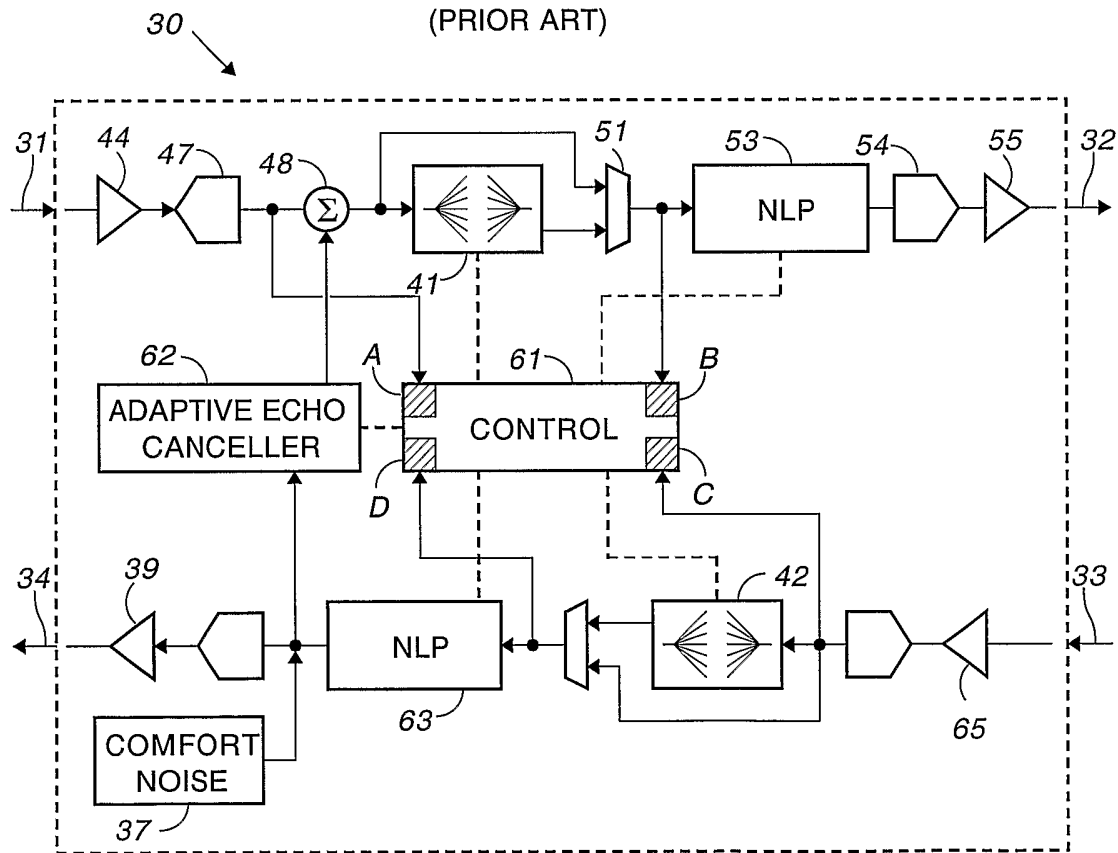 (PRIOR ART)
30
31
44
47
48
51
53
54
55
32
Σ
NLP
41
62
A
61
B
ADAPTIVE ECHO
CANCELLER
CONTROL
D
C
34
39
42
33
NLP
63
65
COMFORT
NOISE
37